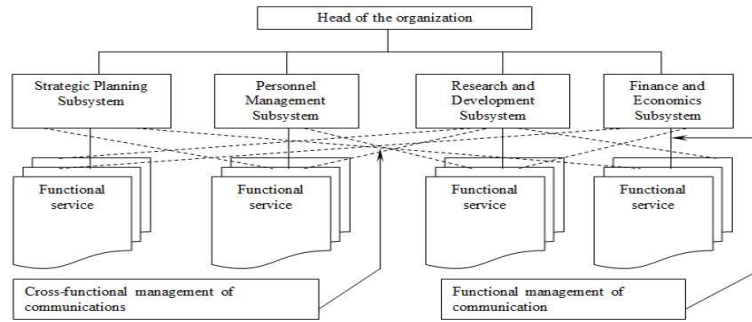 Head of the organization
Strategic Planning
Subsystem
Personnel
Management
Subsystem
Research and
Development
Subsystem
Finance and
Economics
Subsystem
Functional
service
Functional
service
Functional
service
Functional
service
Cross-functional management of
communications
Functional management of
communication